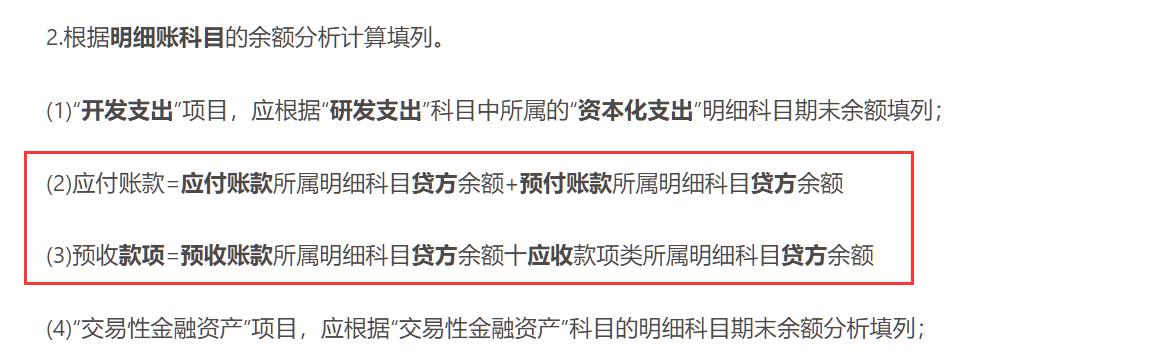 2.根据明细账科目的余额分析计算填列。
(1)“开发支出”项目，应根据“研发支出”科目中所属的“资本化支出”明细科目期末余额填列；
(2)应付账款=应付账款所属明细科目贷方余额+预付账款所属明细科目贷方余额
(3)预收款项=预收账款所属明细科目贷方余额十应收款项类所属明细科目贷方余额
(4)“交易性金融资产”项目，应根据“交易性金融资产”科目的明细科目期末余额分析填列；